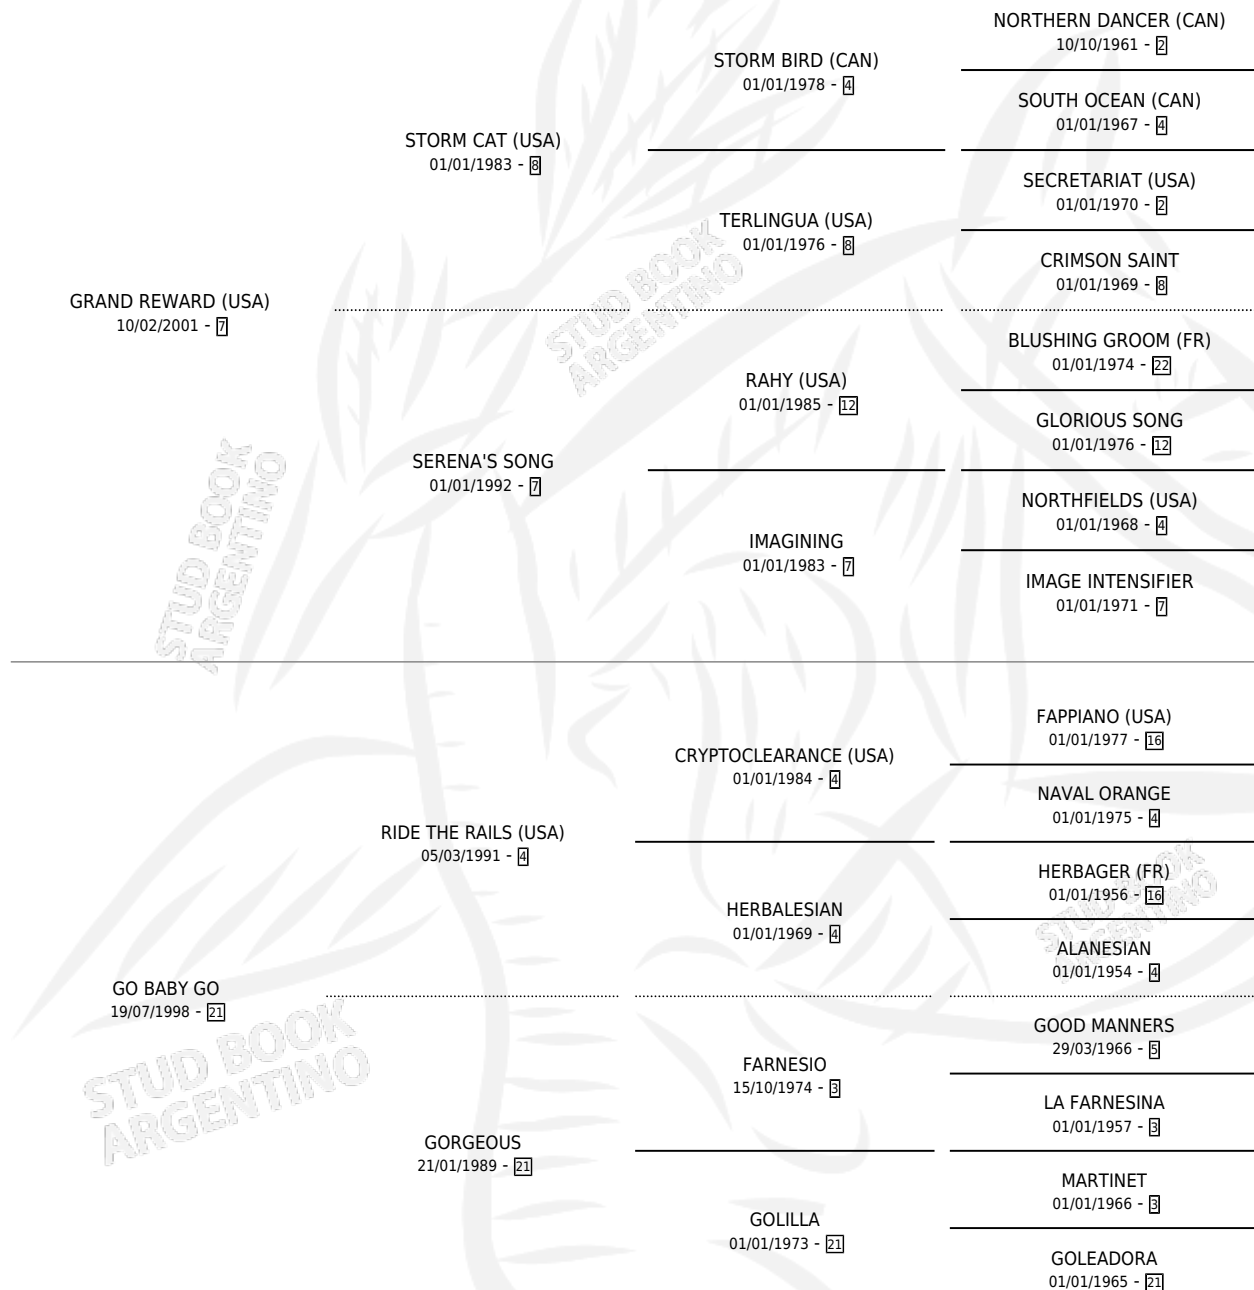 NORTHERN DANCER (CAN)
10/10/1961 - 2
STORM BIRD (CAN)
01/01/1978 - 4
SOUTH OCEAN (CAN)
01/01/1967 - 4
STORM CAT (USA)
01/01/1983 - 8
SECRETARIAT (USA)
01/01/1970 - 2
TERLINGUA (USA)
01/01/1976 - 8
CRIMSON SAINT
01/01/1969 - 8
GRAND REWARD (USA)
10/02/2001 - 7
BLUSHING GROOM (FR)
01/01/1974 - 22
RAHY (USA)
01/01/1985 - 12
GLORIOUS SONG
01/01/1976 - 12
SERENA'S SONG
01/01/1992 - 7
NORTHFIELDS (USA)
01/01/1968 - 4
IMAGINING
01/01/1983 - 7
IMAGE INTENSIFIER
01/01/1971 - 7
FAPPIANO (USA)
01/01/1977 - 16
CRYPTOCLEARANCE (USA)
01/01/1984 - 4
NAVAL ORANGE
01/01/1975 - 4
RIDE THE RAILS (USA)
05/03/1991 - 4
HERBAGER (FR)
01/01/1956 - 16
HERBALESIAN
01/01/1969 - 4
ALANESIAN
01/01/1954 - 4
GO BABY GO
19/07/1998 - 21
GOOD MANNERS
29/03/1966 - 5
FARNESIO
15/10/1974 - 3
LA FARNESINA
01/01/1957 - 3
GORGEOUS
21/01/1989 - 21
MARTINET
01/01/1966 - 3
GOLILLA
01/01/1973 - 21
GOLEADORA
01/01/1965 - 21
STUD BOOK
ARGENTINO
STUD BOOK
ARGENTINO
STUD BOOK
ARGENTINO
STUD BOOK
ARGENTINO